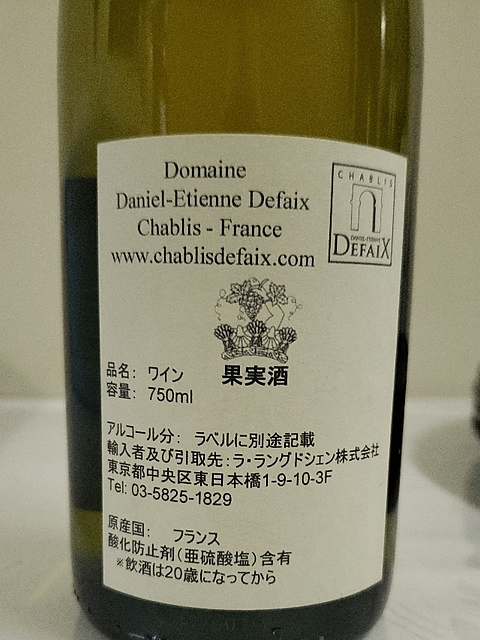 Domaine
Daniel-Etienne Defaix
Chablis - France
www.chablisdefaix.com
CHABLIS
DANIEL-ETIENNE
DEFAIX
果実酒
品名: ワイン
容量: 750ml
アルコール分: ラベルに別途記載
輸入者及び引取先:ラ・ラングドシェン株式会社
東京都中央区東日本橋1-9-10-3F
Tel: 03-5825-1829
原産国: フランス
酸化防止剤(亜硫酸塩)含有
※飲酒は20歳になってから